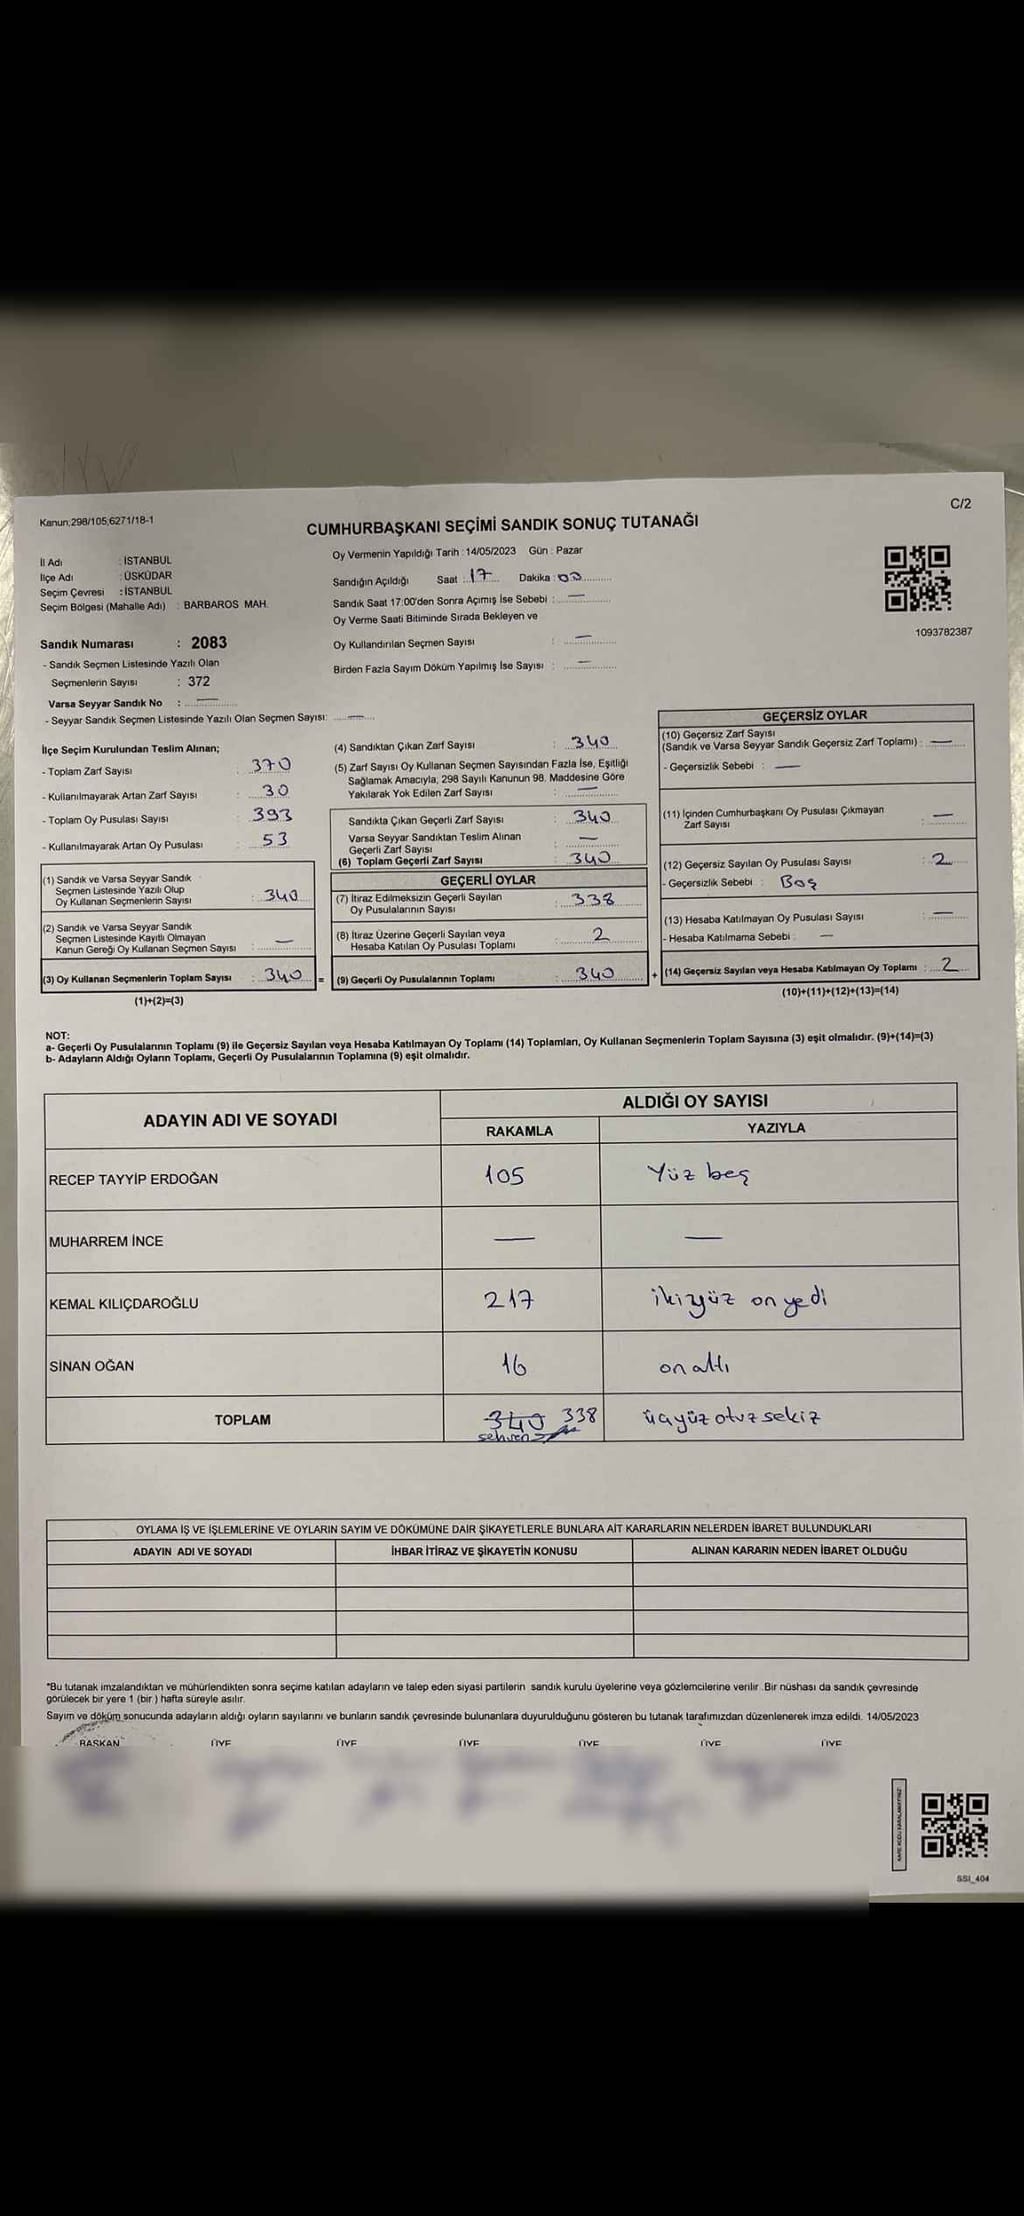 C/2
Kanun;298/105;6271/18-1
CUMHURBAŞKANI SEÇİMİ SANDIK SONUÇ TUTANAĞI
İl Adı : İSTANBUL
İlçe Adı : ÜSKÜDAR
Seçim Çevresi : İSTANBUL
Seçim Bölgesi (Mahalle Adı) : BARBAROS MAH.
Oy Vermenin Yapıldığı Tarih : 14/05/2023 Gün : Pazar
Sandığın Açıldığı Saat : 17 Dakika : 00
Sandık Saat 17:00'den Sonra Açımış İse Sebebi : —
Oy Verme Saati Bitiminde Sırada Bekleyen ve
Oy Kullandırılan Seçmen Sayısı : —
Birden Fazla Sayım Döküm Yapılmış İse Sayısı : —
1093782387
Sandık Numarası : 2083
- Sandık Seçmen Listesinde Yazılı Olan
Seçmenlerin Sayısı : 372
Varsa Seyyar Sandık No : —
- Seyyar Sandık Seçmen Listesinde Yazılı Olan Seçmen Sayısı: —
İlçe Seçim Kurulundan Teslim Alınan;
- Toplam Zarf Sayısı : 370
- Kullanılmayarak Artan Zarf Sayısı : 30
- Toplam Oy Pusulası Sayısı : 393
- Kullanılmayarak Artan Oy Pusulası : 53
(1) Sandık ve Varsa Seyyar Sandık
Seçmen Listesinde Yazılı Olup
Oy Kullanan Seçmenlerin Sayısı : 340
(2) Sandık ve Varsa Seyyar Sandık
Seçmen Listesinde Kayıtlı Olmayan
Kanun Gereği Oy Kullanan Seçmen Sayısı : —
(3) Oy Kullanan Seçmenlerin Toplam Sayısı : 340 =
(1)+(2)=(3)
(4) Sandıktan Çıkan Zarf Sayısı : 340
(5) Zarf Sayısı Oy Kullanan Seçmen Sayısından Fazla İse, Eşitliği
Sağlamak Amacıyla, 298 Sayılı Kanunun 98. Maddesine Göre
Yakılarak Yok Edilen Zarf Sayısı : —
Sandıkta Çıkan Geçerli Zarf Sayısı : 340
Varsa Seyyar Sandıktan Teslim Alınan
Geçerli Zarf Sayısı : —
(6) Toplam Geçerli Zarf Sayısı : 340
GEÇERLİ OYLAR
(7) İtiraz Edilmeksizin Geçerli Sayılan
Oy Pusulalarının Sayısı : 338
(8) İtiraz Üzerine Geçerli Sayılan veya
Hesaba Katılan Oy Pusulası Toplamı : 2
(9) Geçerli Oy Pusulalarının Toplamı : 340 +
GEÇERSİZ OYLAR
(10) Geçersiz Zarf Sayısı
(Sandık ve Varsa Seyyar Sandık Geçersiz Zarf Toplamı) : —
- Geçersizlik Sebebi : —
(11) İçinden Cumhurbaşkanı Oy Pusulası Çıkmayan
Zarf Sayısı : —
(12) Geçersiz Sayılan Oy Pusulası Sayısı : 2
- Geçersizlik Sebebi : Boş
(13) Hesaba Katılmayan Oy Pusulası Sayısı : —
- Hesaba Katılmama Sebebi : —
(14) Geçersiz Sayılan veya Hesaba Katılmayan Oy Toplamı : 2
(10)+(11)+(12)+(13)=(14)
NOT:
a- Geçerli Oy Pusulalarının Toplamı (9) ile Geçersiz Sayılan veya Hesaba Katılmayan Oy Toplamı (14) Toplamları, Oy Kullanan Seçmenlerin Toplam Sayısına (3) eşit olmalıdır. (9)+(14)=(3)
b- Adayların Aldığı Oyların Toplamı, Geçerli Oy Pusulalarının Toplamına (9) eşit olmalıdır.
ADAYIN ADI VE SOYADI
ALDIĞI OY SAYISI
RAKAMLA YAZIYLA
RECEP TAYYİP ERDOĞAN 105 Yüz beş
MUHARREM İNCE — —
KEMAL KILIÇDAROĞLU 217 ikiyüz onyedi
SİNAN OĞAN 16 onaltı
TOPLAM 340 338 üçyüzotuzsekiz
sehven
OYLAMA İŞ VE İŞLEMLERİNE VE OYLARIN SAYIM VE DÖKÜMÜNE DAİR ŞİKAYETLERLE BUNLARA AİT KARARLARIN NELERDEN İBARET BULUNDUKLARI
ADAYIN ADI VE SOYADI İHBAR İTİRAZ VE ŞİKAYETİN KONUSU ALINAN KARARIN NEDEN İBARET OLDUĞU
*Bu tutanak imzalandıktan ve mühürlendikten sonra seçime katılan adayların ve talep eden siyasi partilerin sandık kurulu üyelerine veya gözlemcilerine verilir. Bir nüshası da sandık çevresinde
görülecek bir yere 1 (bir ) hafta süreyle asılır.
Sayım ve döküm sonucunda adayların aldığı oyların sayılarını ve bunların sandık çevresinde bulunanlara duyurulduğunu gösteren bu tutanak tarafımızdan düzenlenerek imza edildi. 14/05/2023
BAŞKAN ÜYE ÜYE ÜYE ÜYE ÜYE ÜYE
SSI_404